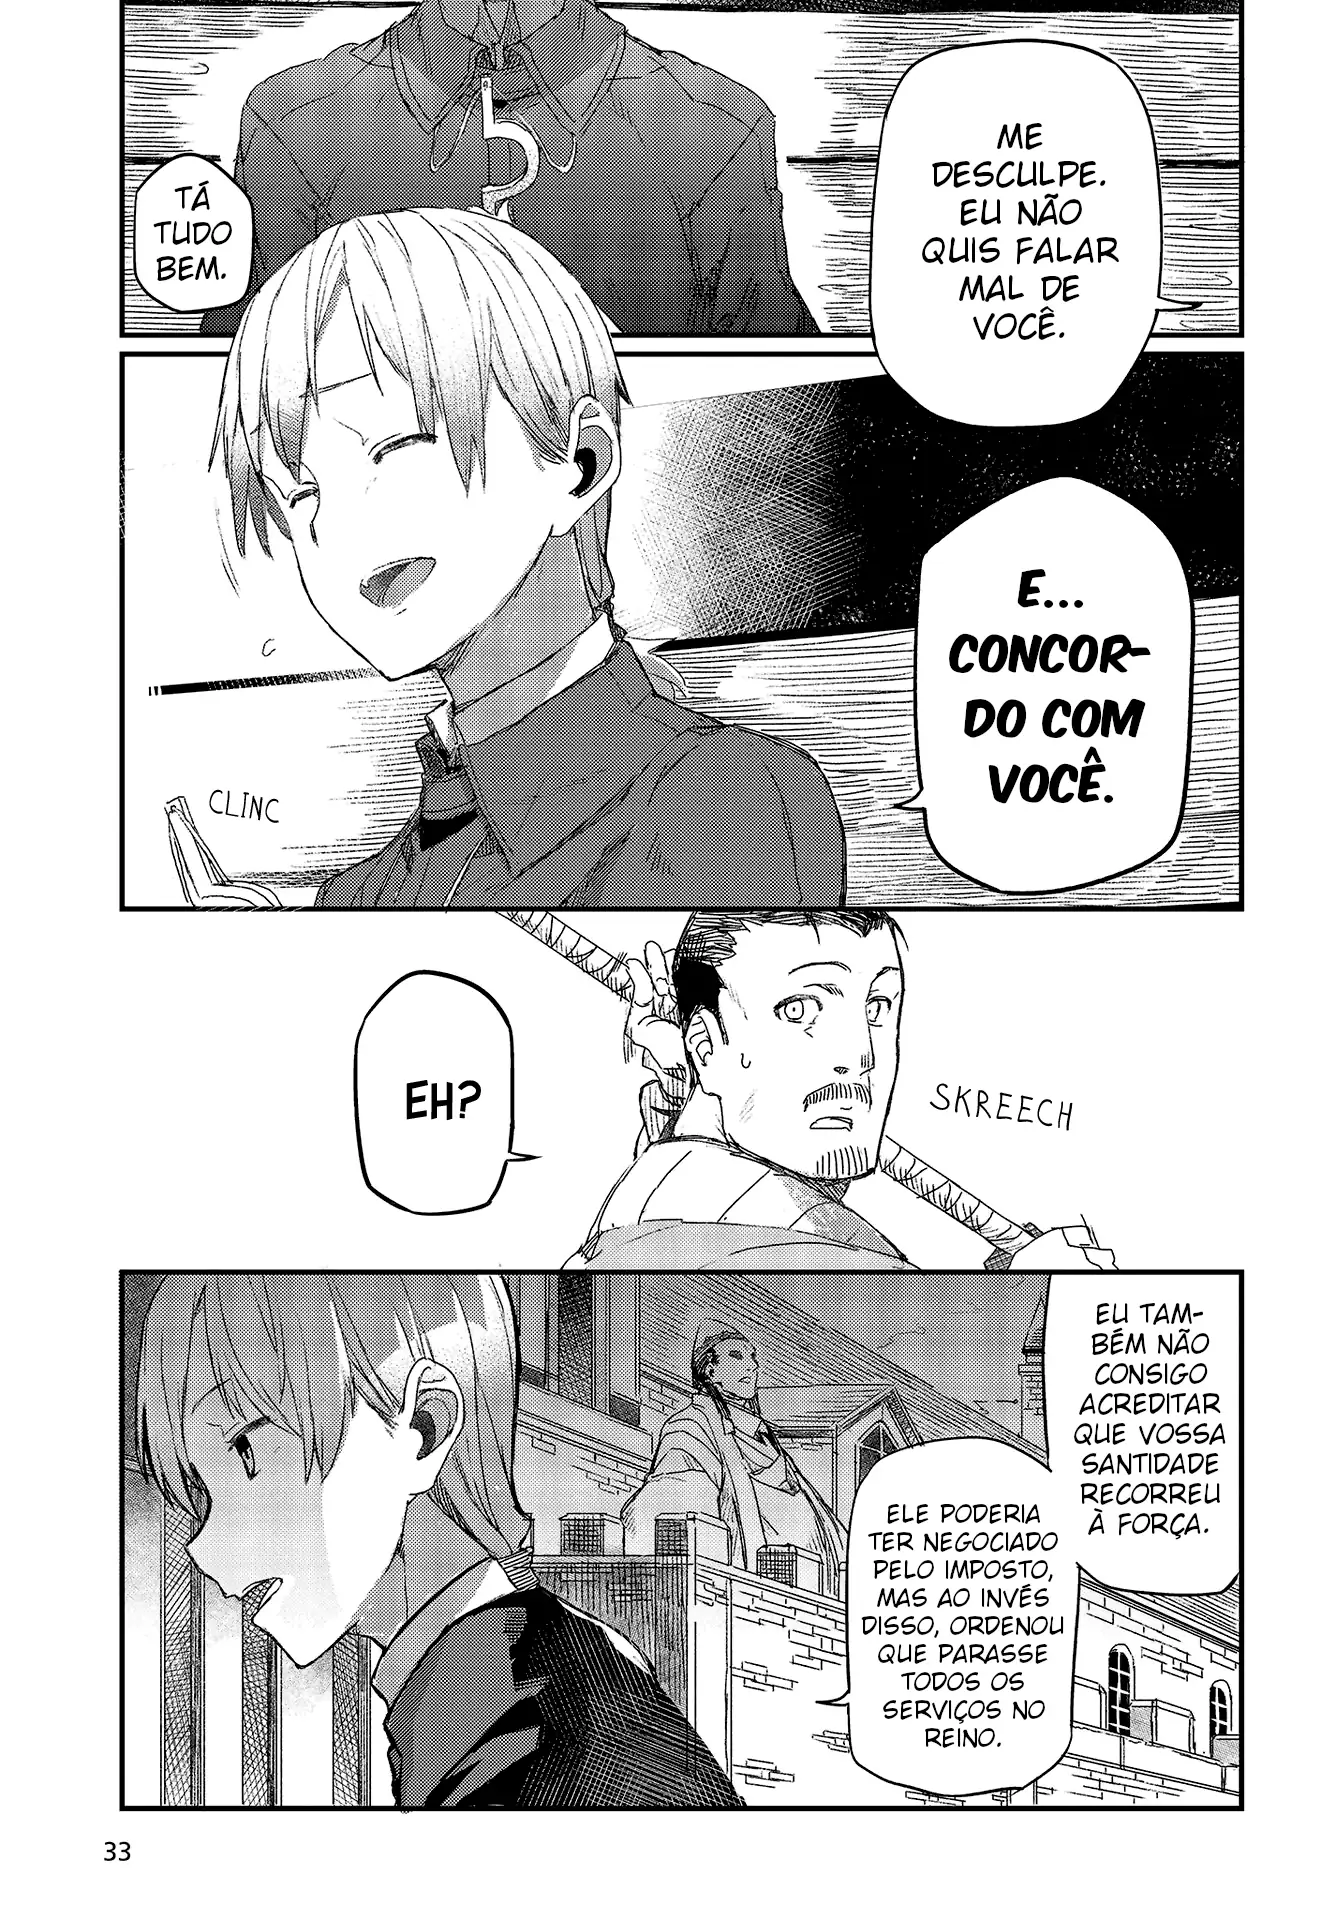 ME
DESCULPE.
EU NÃO
QUIS FALAR
MAL DE
VOCÊ.
TÁ
TUDO
BEM.
E...
CONCOR-
DO COM
VOCÊ.
CLINC
EH?
SKREECH
EU TAM-
BÉM NÃO
CONSIGO
ACREDITAR
QUE VOSSA
SANTIDADE
RECORREU
À FORÇA.
ELE PODERIA
TER NEGOCIADO
PELO IMPOSTO,
MAS AO INVÉS
DISSO, ORDENOU
QUE PARASSE
TODOS OS
SERVIÇOS NO
REINO.
33